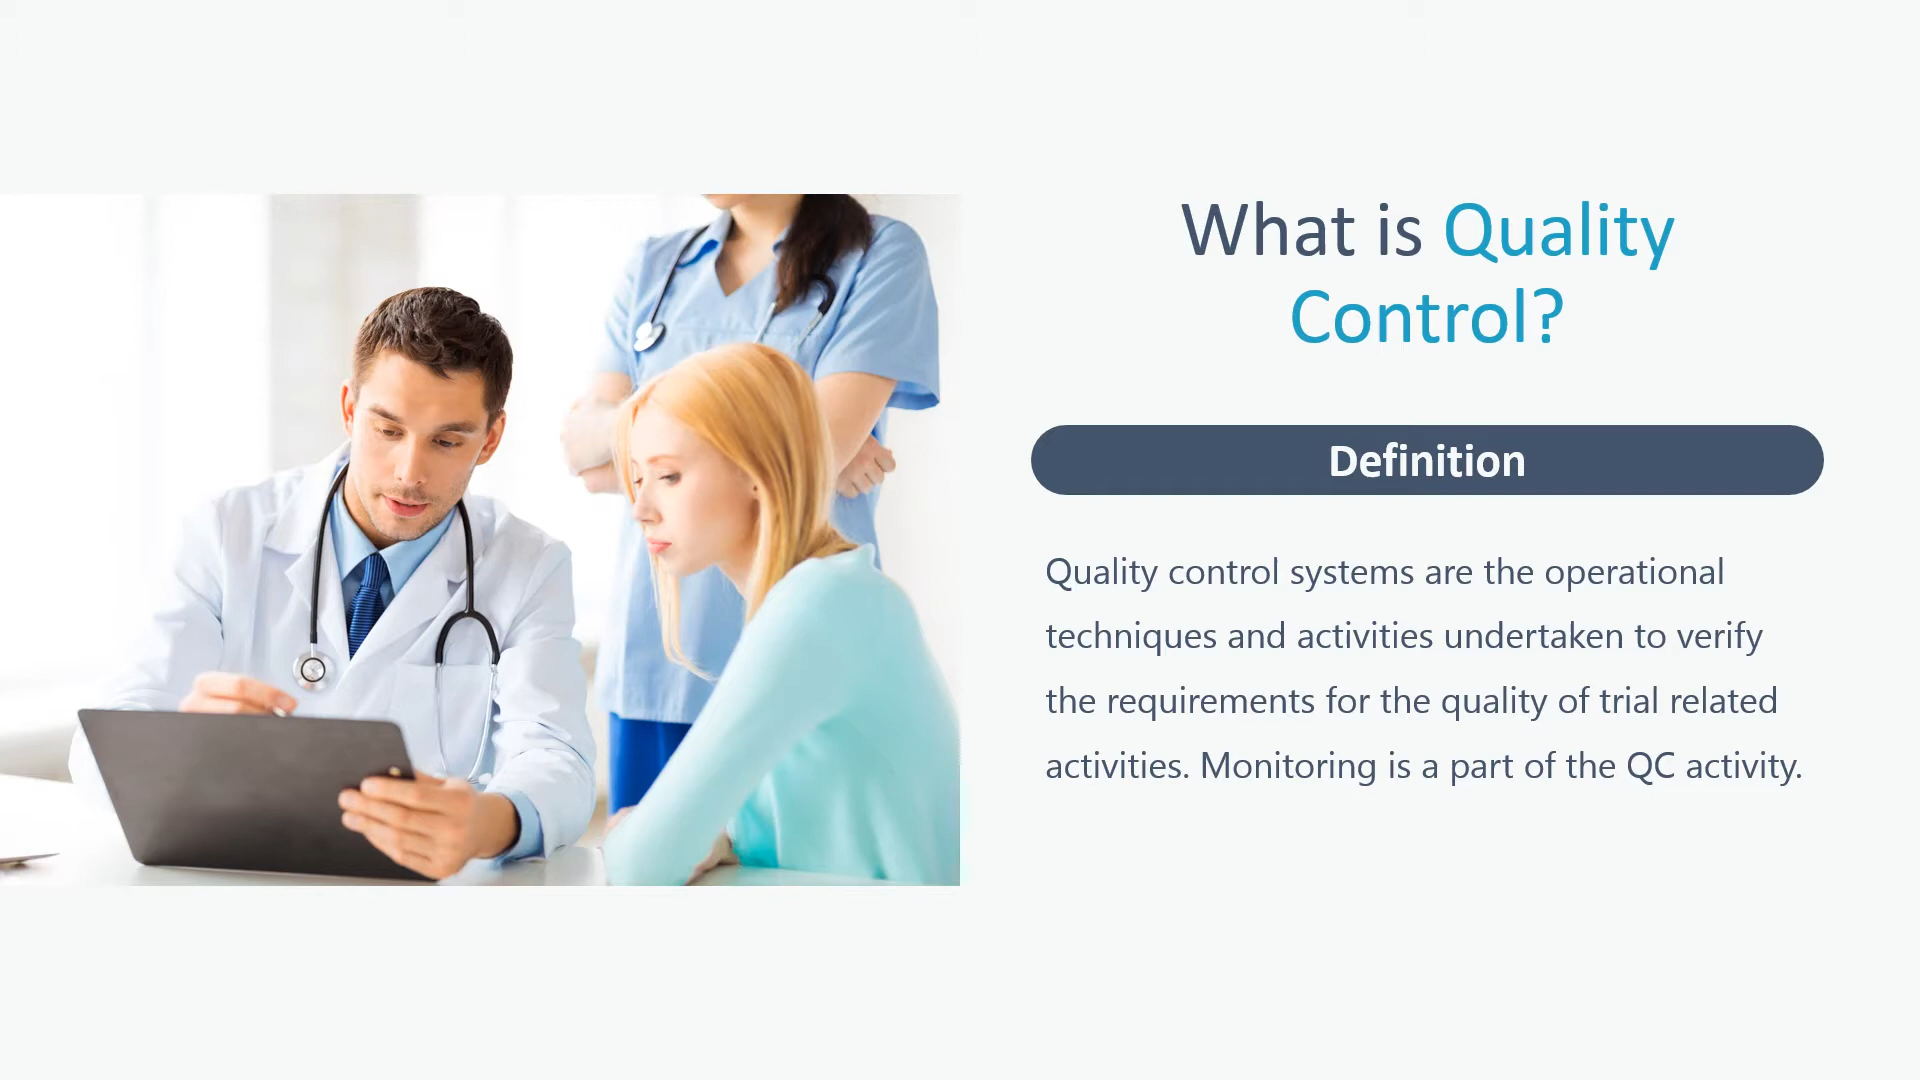 What is Quality
Control?
Definition
Quality control systems are the operational
techniques and activities undertaken to verify
the requirements for the quality of trial related
activities. Monitoring is a part of the QC activity.